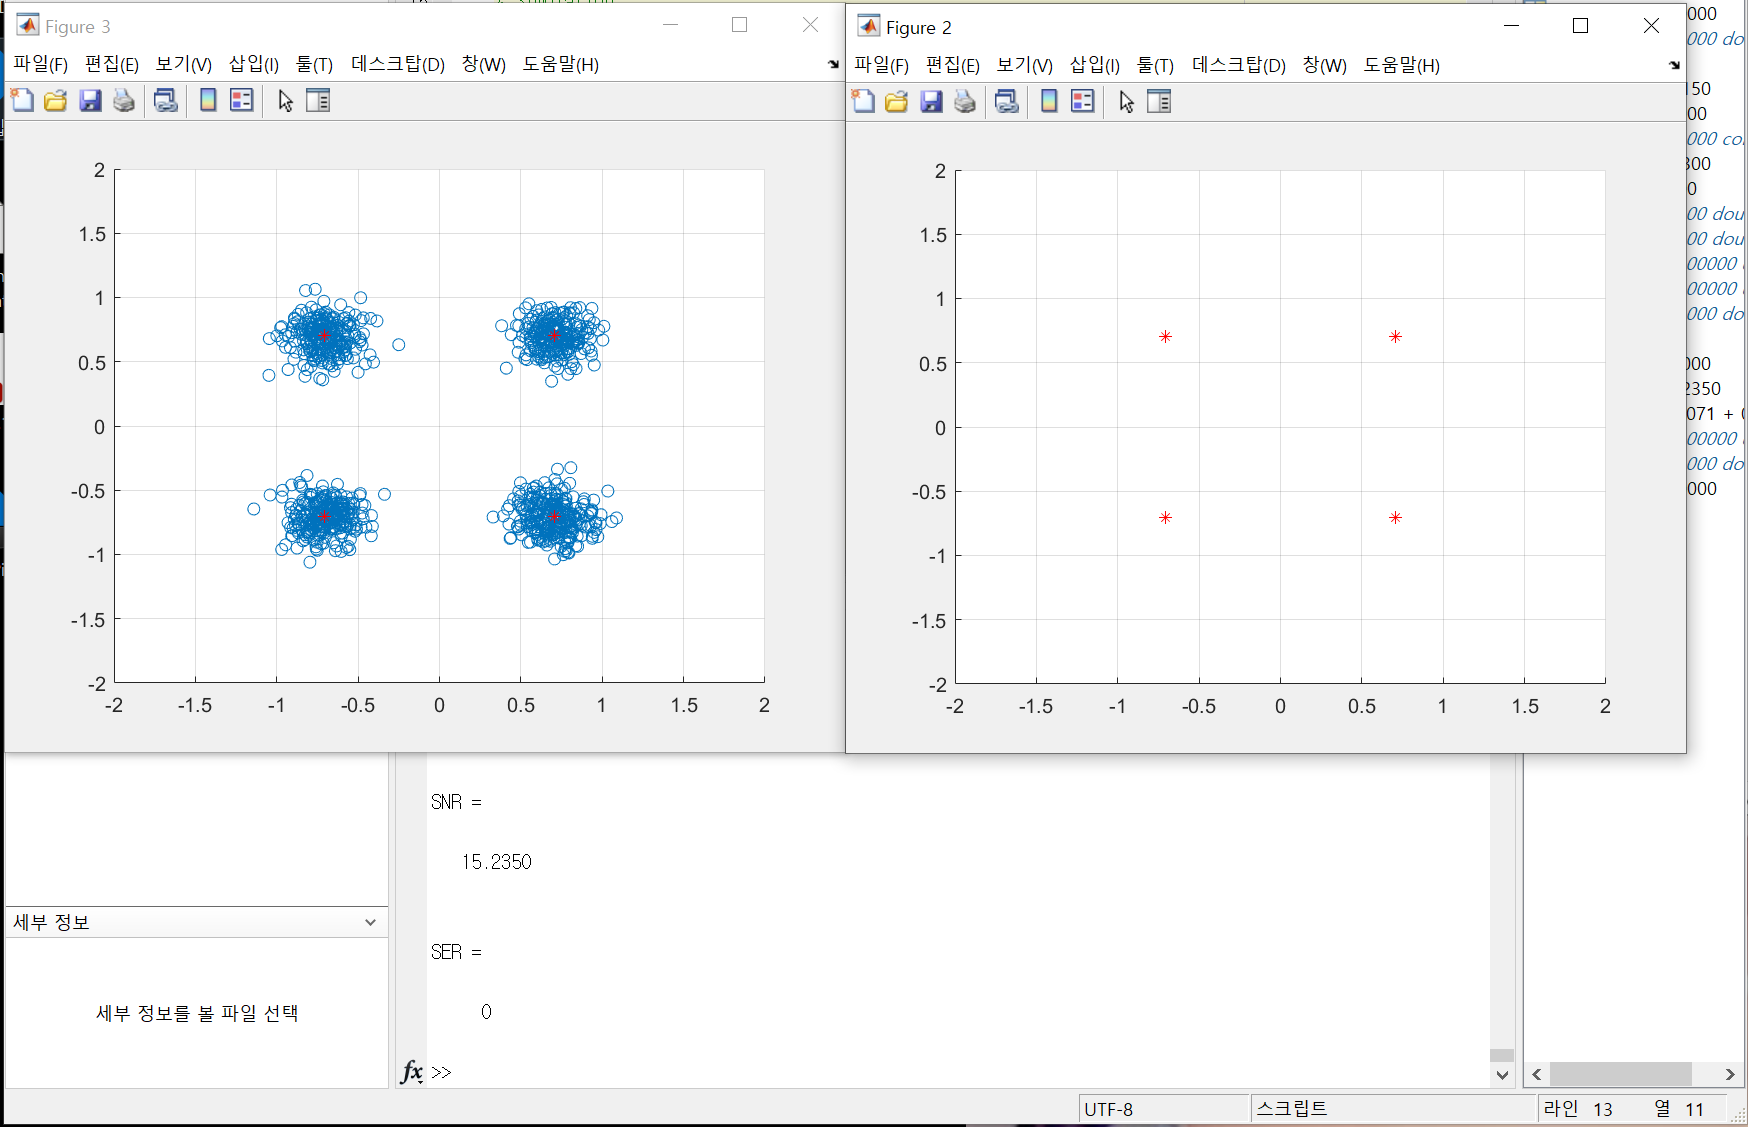 Figure 3
파일(F) 편집(E) 보기(V) 삽입(I) 툴(T) 데스크탑(D) 창(W) 도움말(H)
2
1.5
1
0.5
0
-0.5
-1
-1.5
-2
-2 -1.5 -1 -0.5 0 0.5 1 1.5 2
Figure 2
파일(F) 편집(E) 보기(V) 삽입(I) 툴(T) 데스크탑(D) 창(W) 도움말(H)
2
1.5
1
0.5
0
-0.5
-1
-1.5
-2
-2 -1.5 -1 -0.5 0 0.5 1 1.5 2
000
000 do
150
00
000 co
300
0
00 dou
00 dou
00000
00000
000 do
000
2350
071 +
00000
000 do
000
SNR =
15.2350
SER =
0
fx >>
세부 정보
세부 정보를 볼 파일 선택
UTF-8 스크립트 라인 13 열 11